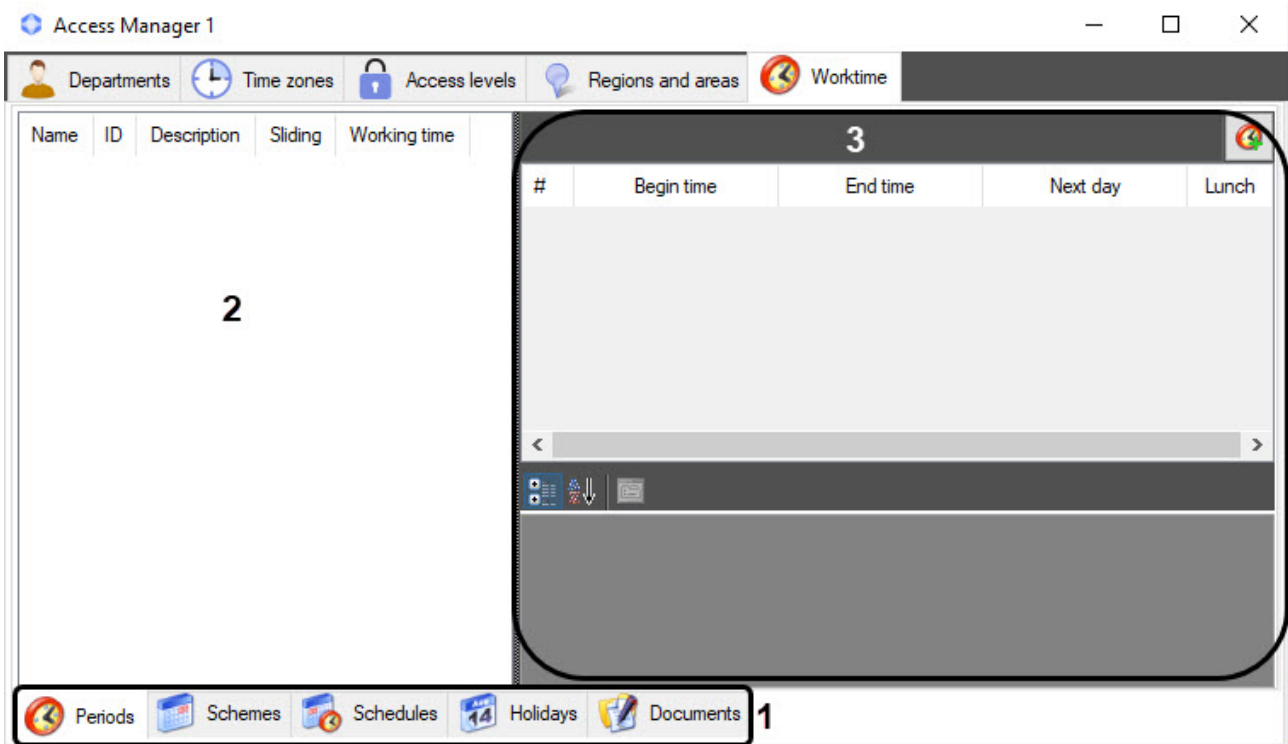 Access Manager 1
Departments Time zones Access levels Regions and areas Worktime
Name ID Description Sliding Working time
3
# Begin time End time Next day Lunch
2
Periods Schemes Schedules 14 Holidays Documents 1